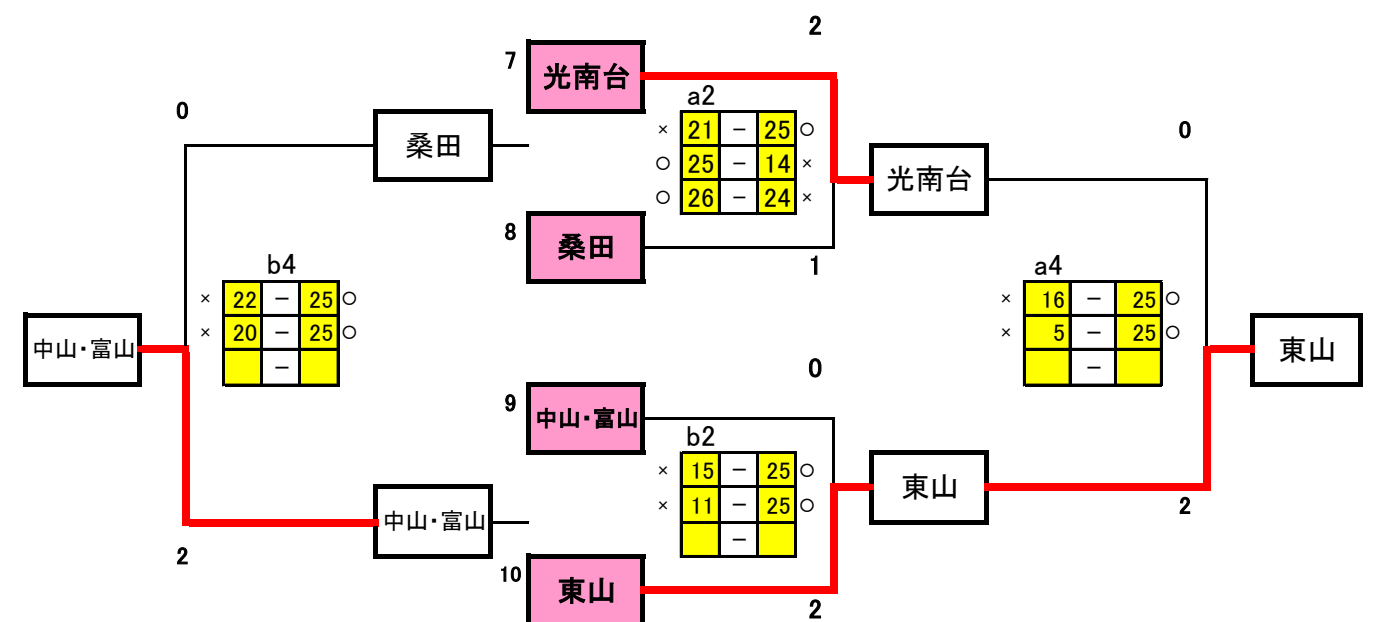 2
7
光南台
a2
0
桑田
× 21 － 25 ○
○ 25 － 14 ×
○ 26 － 24 ×
光南台
0
8
桑田
1
b4
× 22 － 25 ○
× 20 － 25 ○
－
a4
× 16 － 25 ○
× 5 － 25 ○
－
中山・富山
東山
0
9
中山・富山
b2
× 15 － 25 ○
× 11 － 25 ○
－
東山
中山・富山
2
2
10
東山
2